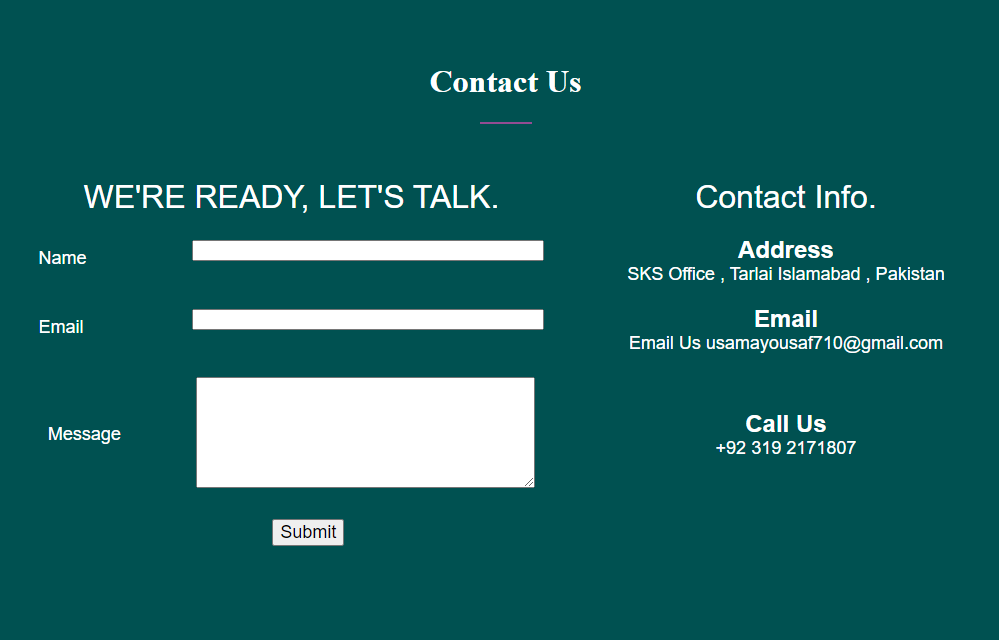 Contact Us
WE'RE READY, LET'S TALK.
Name
Email
Message
Submit
Contact Info.
Address
SKS Office , Tarlai Islamabad , Pakistan
Email
Email Us usamayousaf710@gmail.com
Call Us
+92 319 2171807